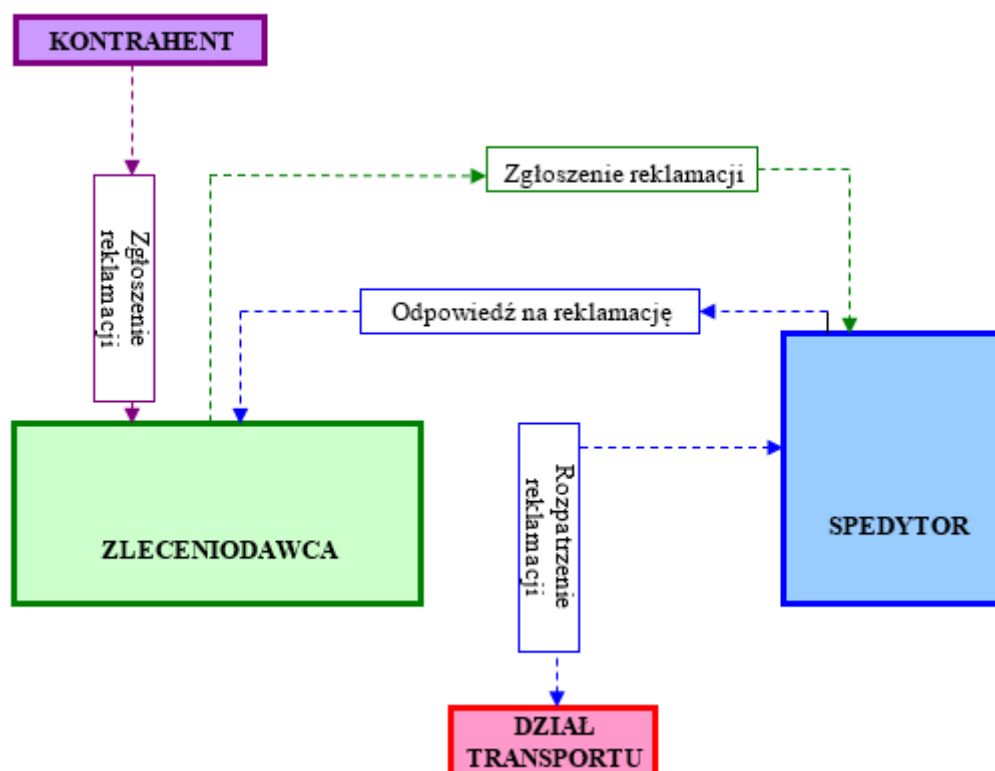 KONTRAHENT
Zgłoszenie reklamacji
Zgłoszenie
reklamacji
Odpowiedź na reklamację
Rozpatrzenie
reklamacji
SPEDYTOR
ZLECENIODAWCA
DZIAŁ
TRANSPORTU